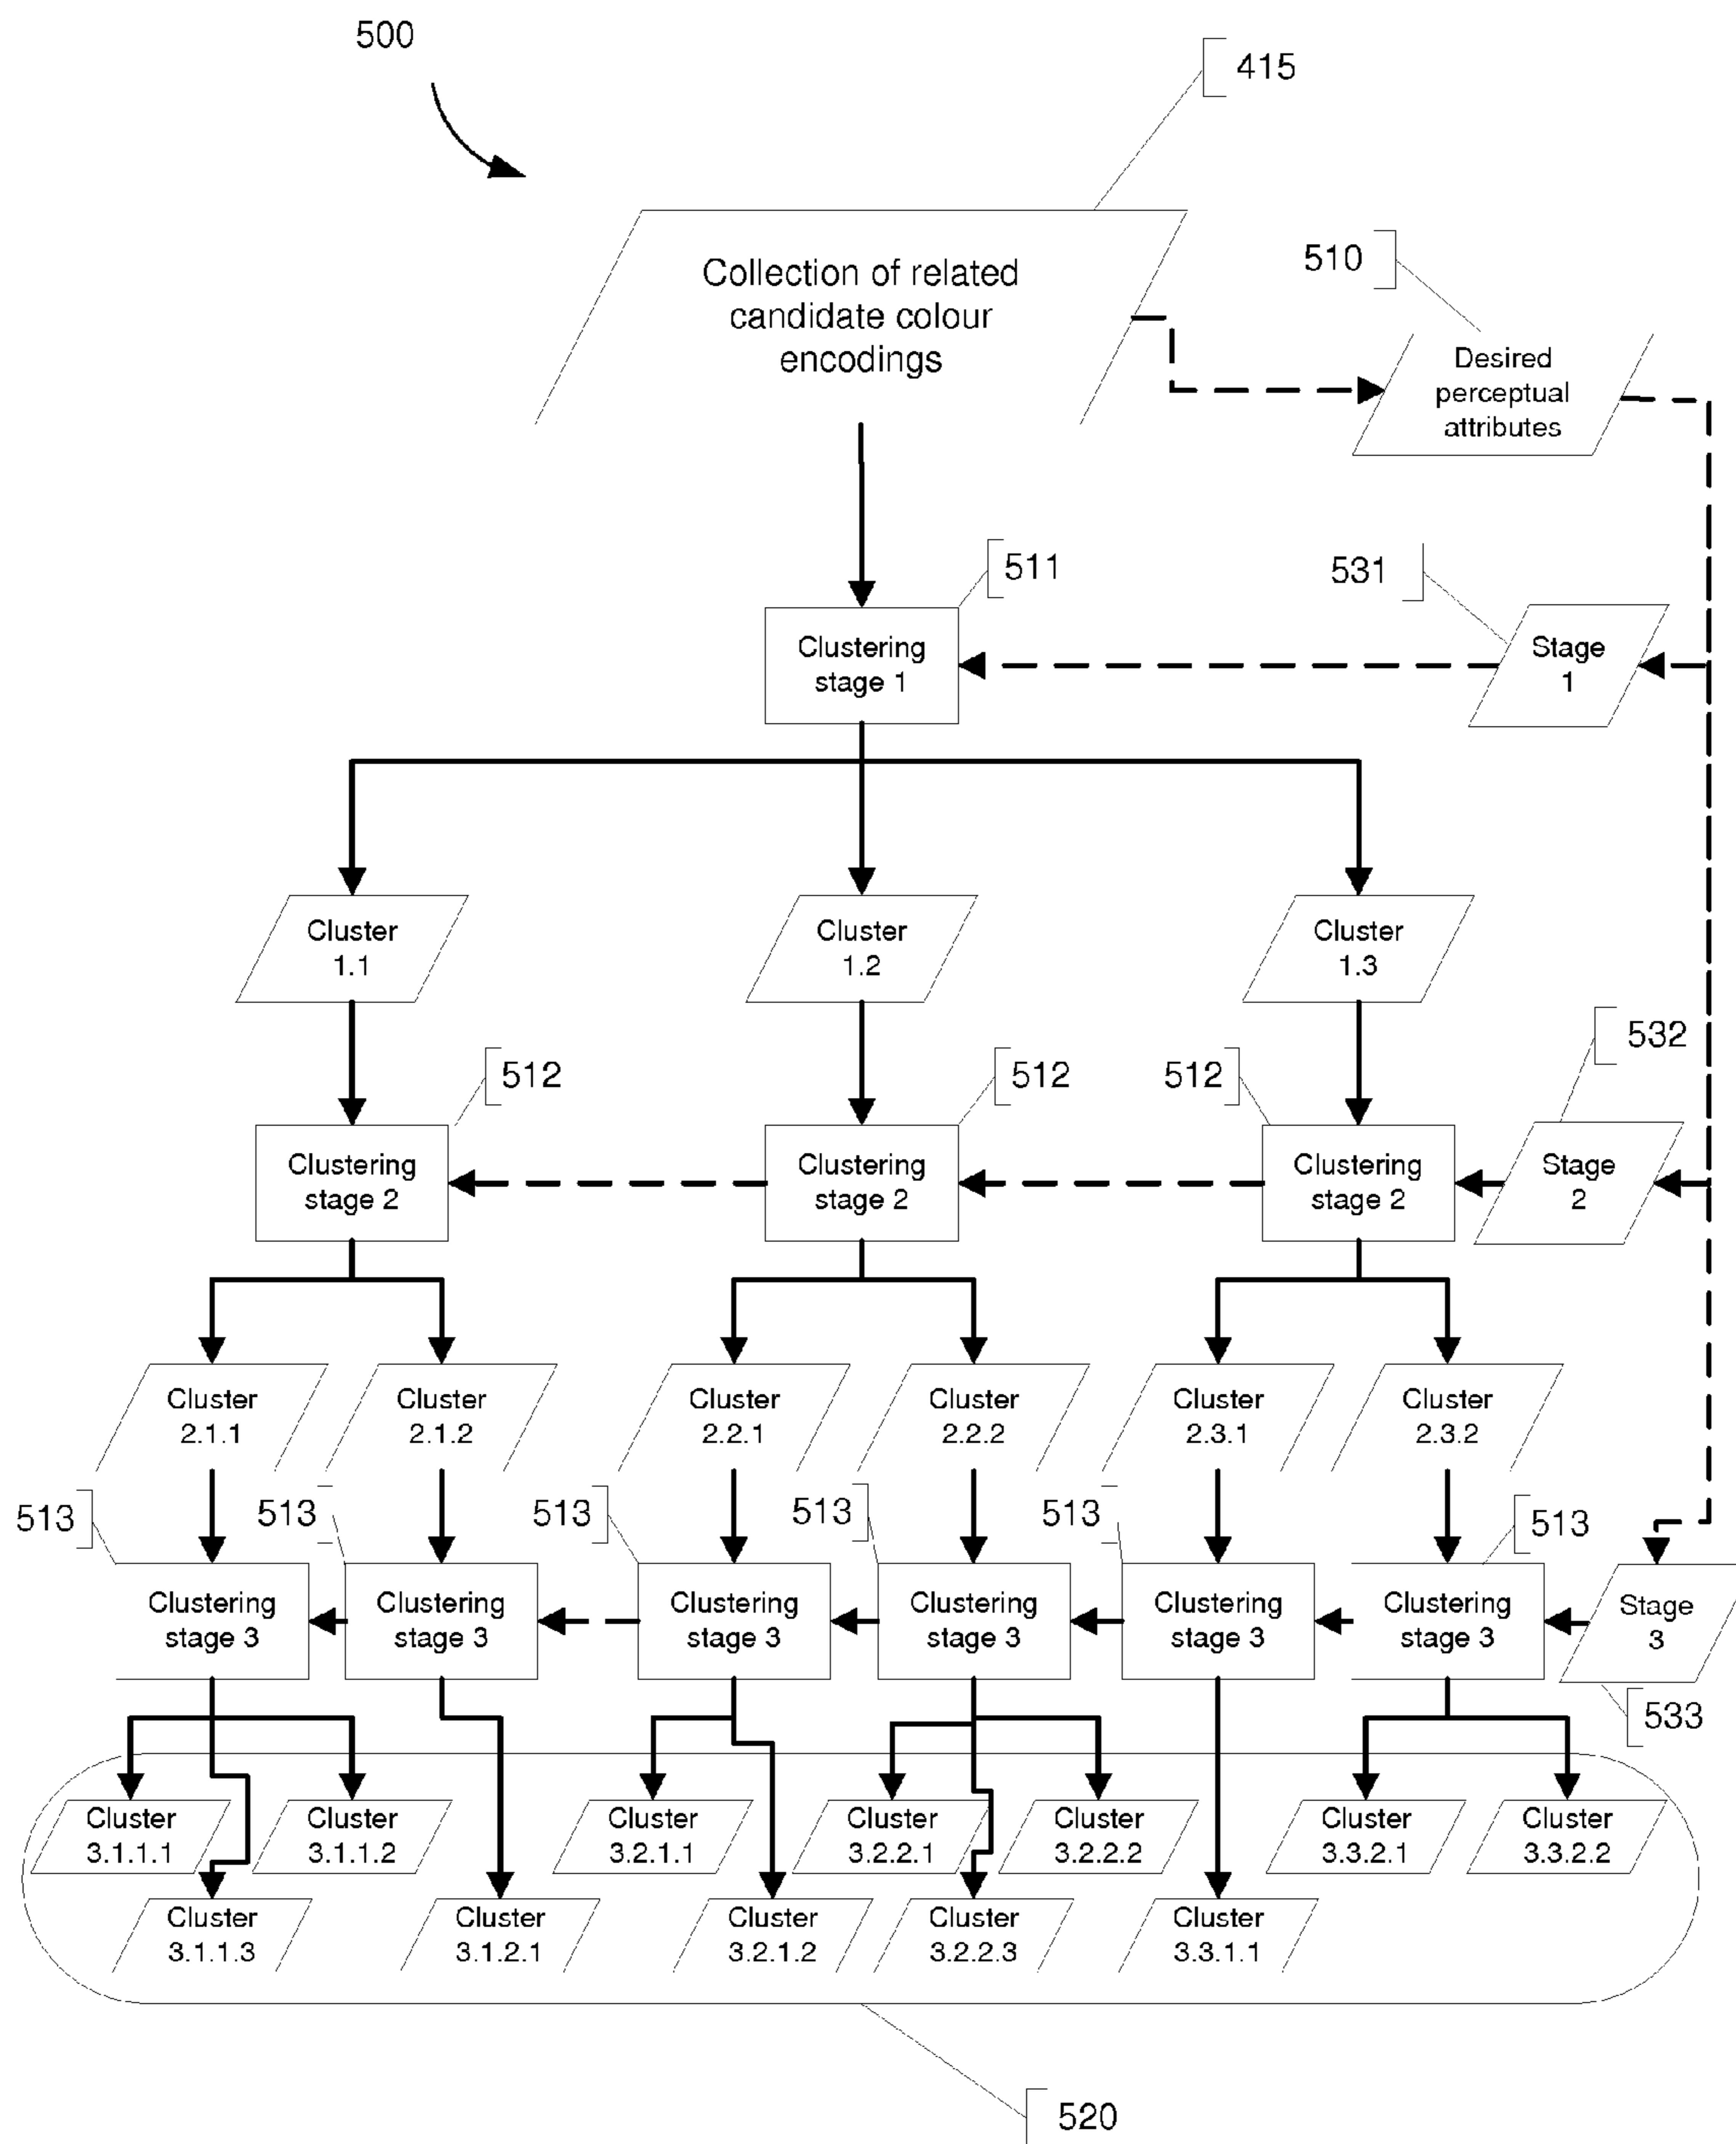 500
415
Collection of related
candidate colour
encodings
510
Desired
perceptual
attributes
511
531
Clustering
stage 1
Stage
1
Cluster
1.1
Cluster
1.2
Cluster
1.3
512
512
512
532
Clustering
stage 2
Clustering
stage 2
Clustering
stage 2
Stage
2
Cluster
2.1.1
Cluster
2.1.2
Cluster
2.2.1
Cluster
2.2.2
Cluster
2.3.1
Cluster
2.3.2
513
513
513
513
513
513
Clustering
stage 3
Clustering
stage 3
Clustering
stage 3
Clustering
stage 3
Clustering
stage 3
Clustering
stage 3
Stage
3
533
Cluster
3.1.1.1
Cluster
3.1.1.2
Cluster
3.2.1.1
Cluster
3.2.2.1
Cluster
3.2.2.2
Cluster
3.3.2.1
Cluster
3.3.2.2
Cluster
3.1.1.3
Cluster
3.1.2.1
Cluster
3.2.1.2
Cluster
3.2.2.3
Cluster
3.3.1.1
520